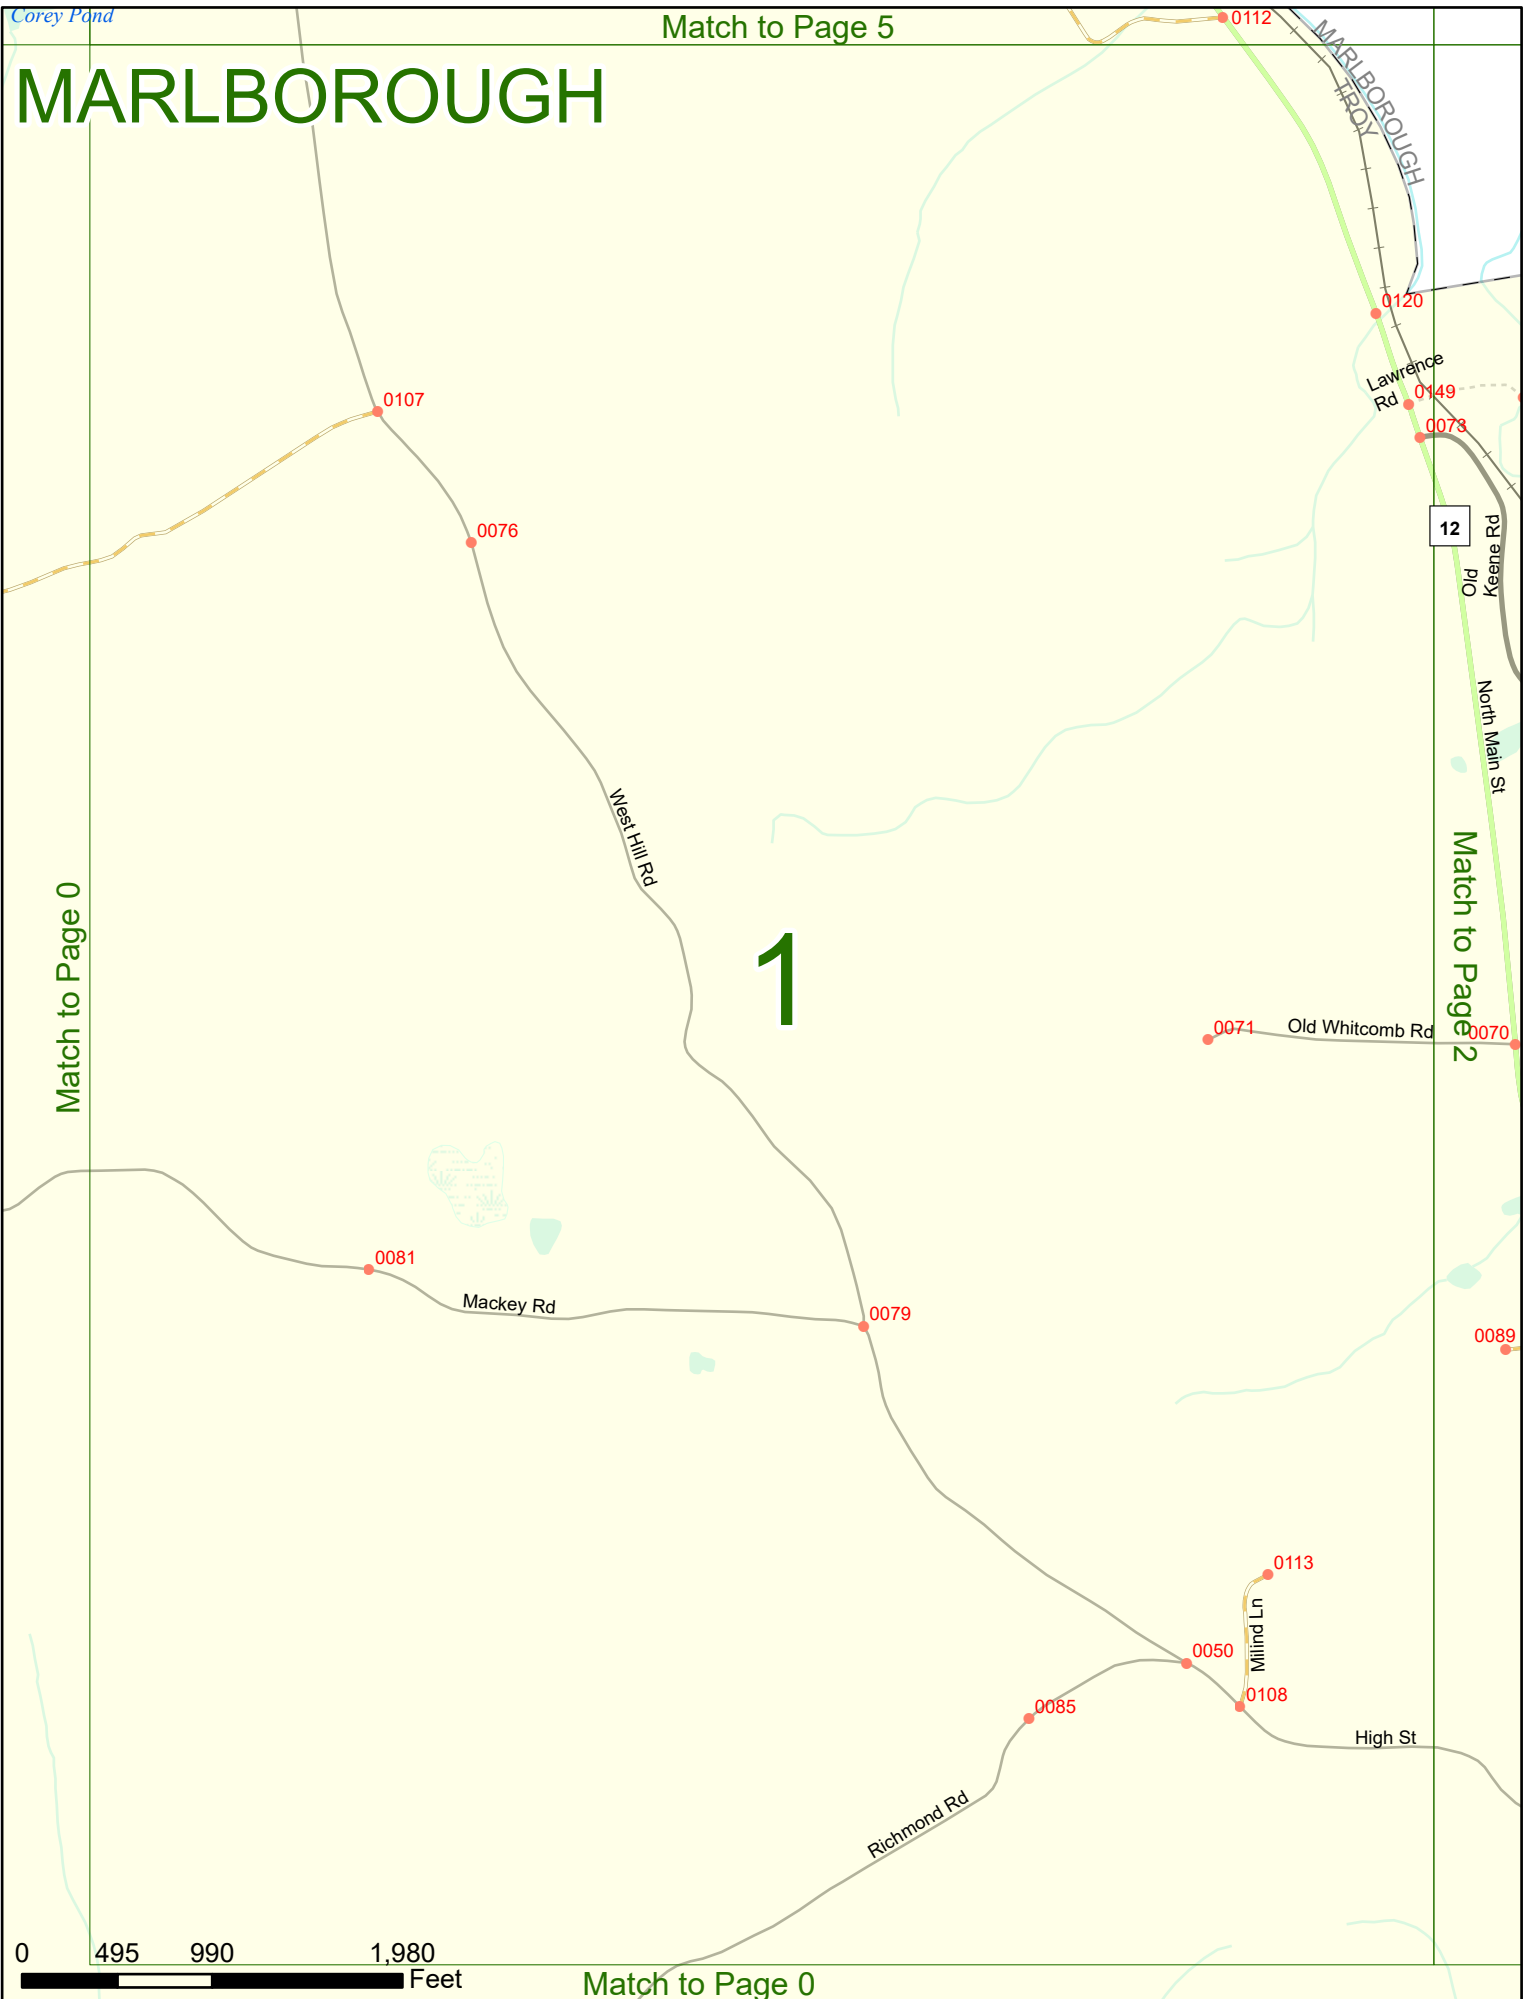 Corey Pond
Match to Page 5
0112
MARLBOROUGH
MARLBOROUGH
TROY
0120
Lawrence
Rd
0149
0107
0073
0076
12
Old
Keene Rd
North Main St
West Hill Rd
Match to Page 0
1
Match to Page 2
0071
Old Whitcomb Rd
0070
0081
Mackey Rd
0079
0089
0113
Milind Ln
0050
0108
0085
High St
Richmond Rd
0 495 990 1,980
Feet
Match to Page 0